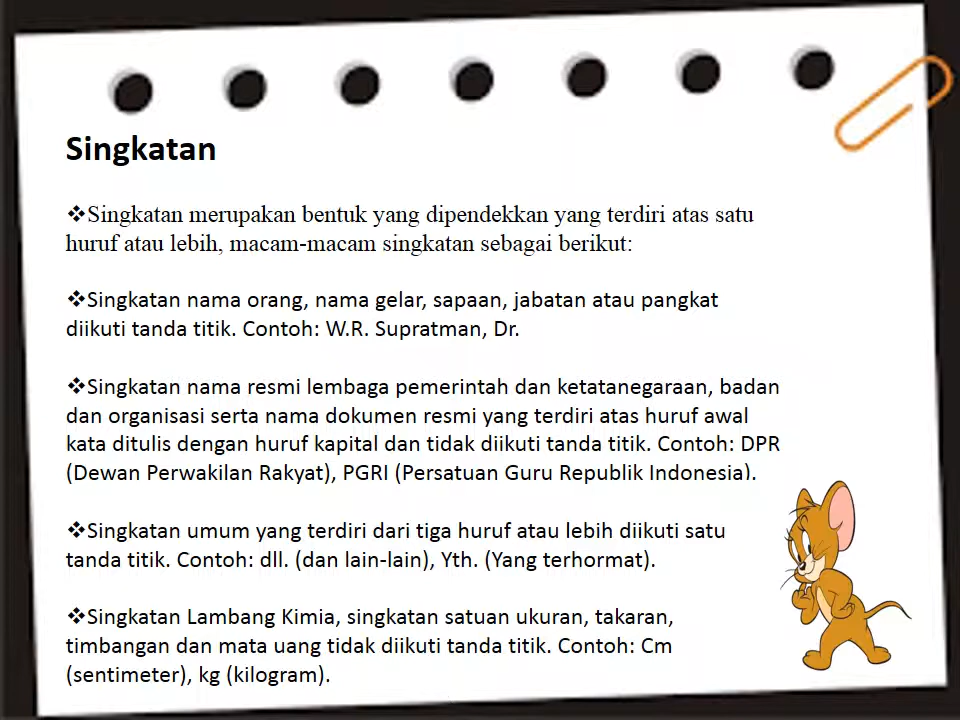 Singkatan
❖Singkatan merupakan bentuk yang dipendekkan yang terdiri atas satu
huruf atau lebih, macam-macam singkatan sebagai berikut:
❖Singkatan nama orang, nama gelar, sapaan, jabatan atau pangkat
diikuti tanda titik. Contoh: W.R. Supratman, Dr.
❖Singkatan nama resmi lembaga pemerintah dan ketatanegaraan, badan
dan organisasi serta nama dokumen resmi yang terdiri atas huruf awal
kata ditulis dengan huruf kapital dan tidak diikuti tanda titik. Contoh: DPR
(Dewan Perwakilan Rakyat), PGRI (Persatuan Guru Republik Indonesia).
❖Singkatan umum yang terdiri dari tiga huruf atau lebih diikuti satu
tanda titik. Contoh: dll. (dan lain-lain), Yth. (Yang terhormat).
❖Singkatan Lambang Kimia, singkatan satuan ukuran, takaran,
timbangan dan mata uang tidak diikuti tanda titik. Contoh: Cm
(sentimeter), kg (kilogram).